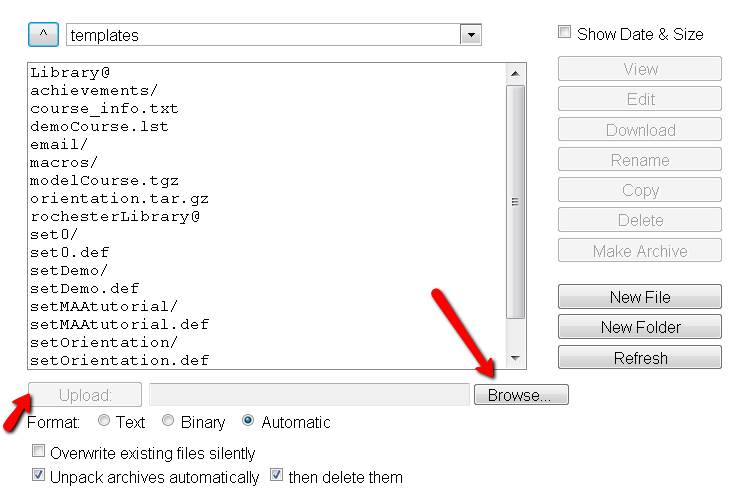 ^ templates
Show Date & Size
Library@
achievements/
course_info.txt
demoCourse.lst
email/
macros/
modelCourse.tgz
orientation.tar.gz
rochesterLibrary@
set0/
set0.def
setDemo/
setDemo.def
setMAAtutorial/
setMAAtutorial.def
setOrientation/
setOrientation.def
View
Edit
Download
Rename
Copy
Delete
Make Archive
New File
New Folder
Refresh
Upload: Browse...
Format: Text Binary Automatic
Overwrite existing files silently
Unpack archives automatically then delete them